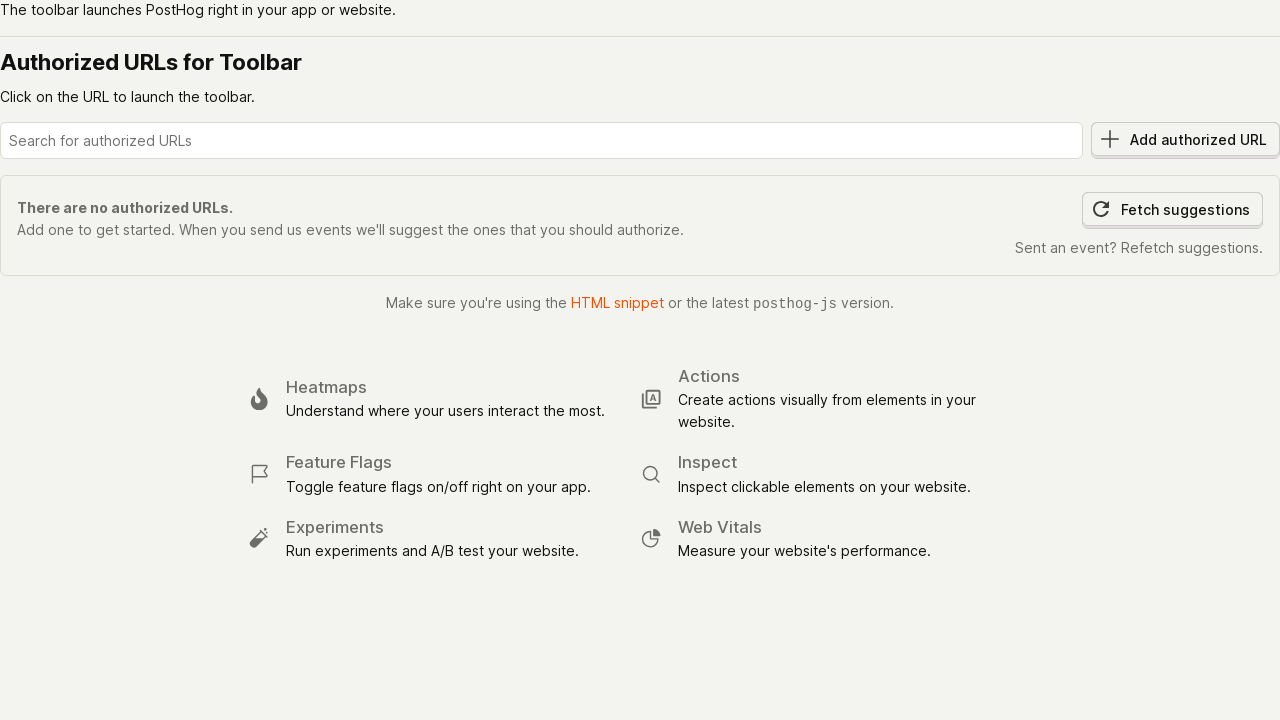 The toolbar launches PostHog right in your app or website.
Authorized URLs for Toolbar
Click on the URL to launch the toolbar.
Search for authorized URLs
Add authorized URL
There are no authorized URLs.
Add one to get started. When you send us events we'll suggest the ones that you should authorize.
Fetch suggestions
Sent an event? Refetch suggestions.
Make sure you're using the HTML snippet or the latest posthog-js version.
Heatmaps
Understand where your users interact the most.
Actions
Create actions visually from elements in your
website.
Feature Flags
Toggle feature flags on/off right on your app.
Inspect
Inspect clickable elements on your website.
Experiments
Run experiments and A/B test your website.
Web Vitals
Measure your website's performance.